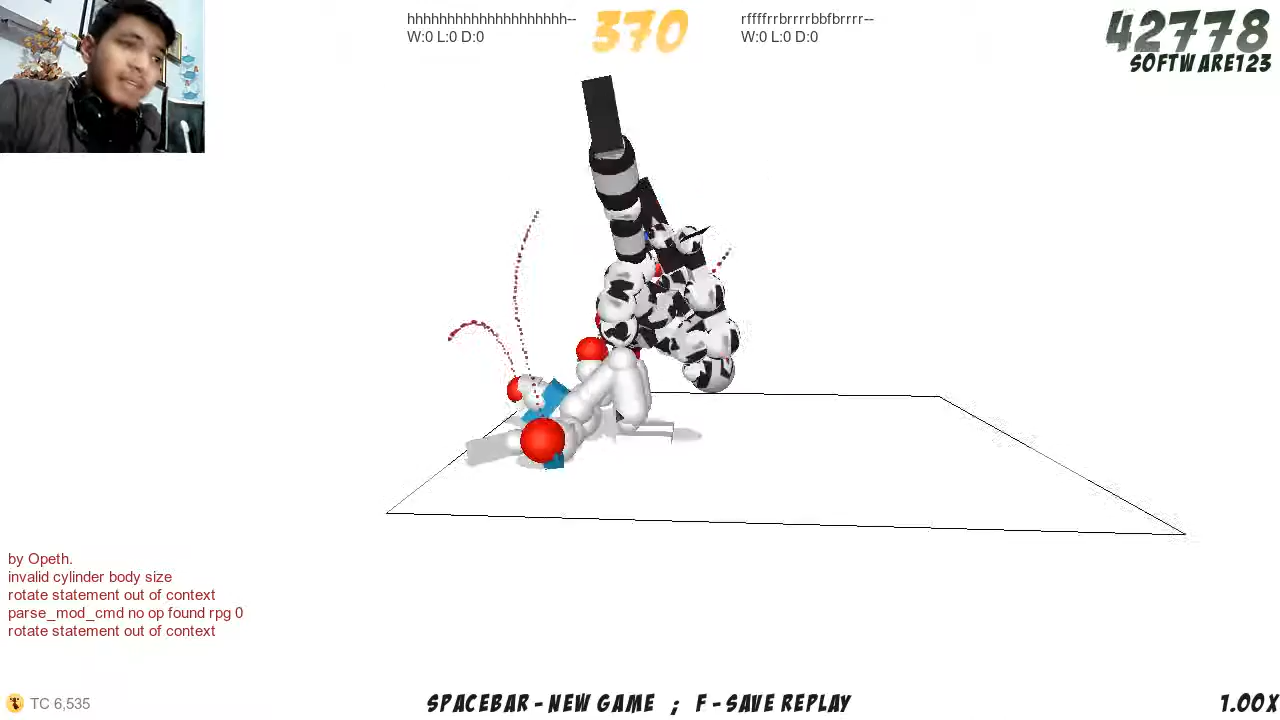 hhhhhhhhhhhhhhhhhhhh--
W:0 L:0 D:0
370
rffffrrbrrrrbbfbrrrr--
W:0 L:0 D:0
42778
SOFTWARE123
by Opeth.
invalid cylinder body size
rotate statement out of context
parse_mod_cmd no op found rpg 0
rotate statement out of context
TC 6,535
SPACEBAR - NEW GAME ; F - SAVE REPLAY
1.00X